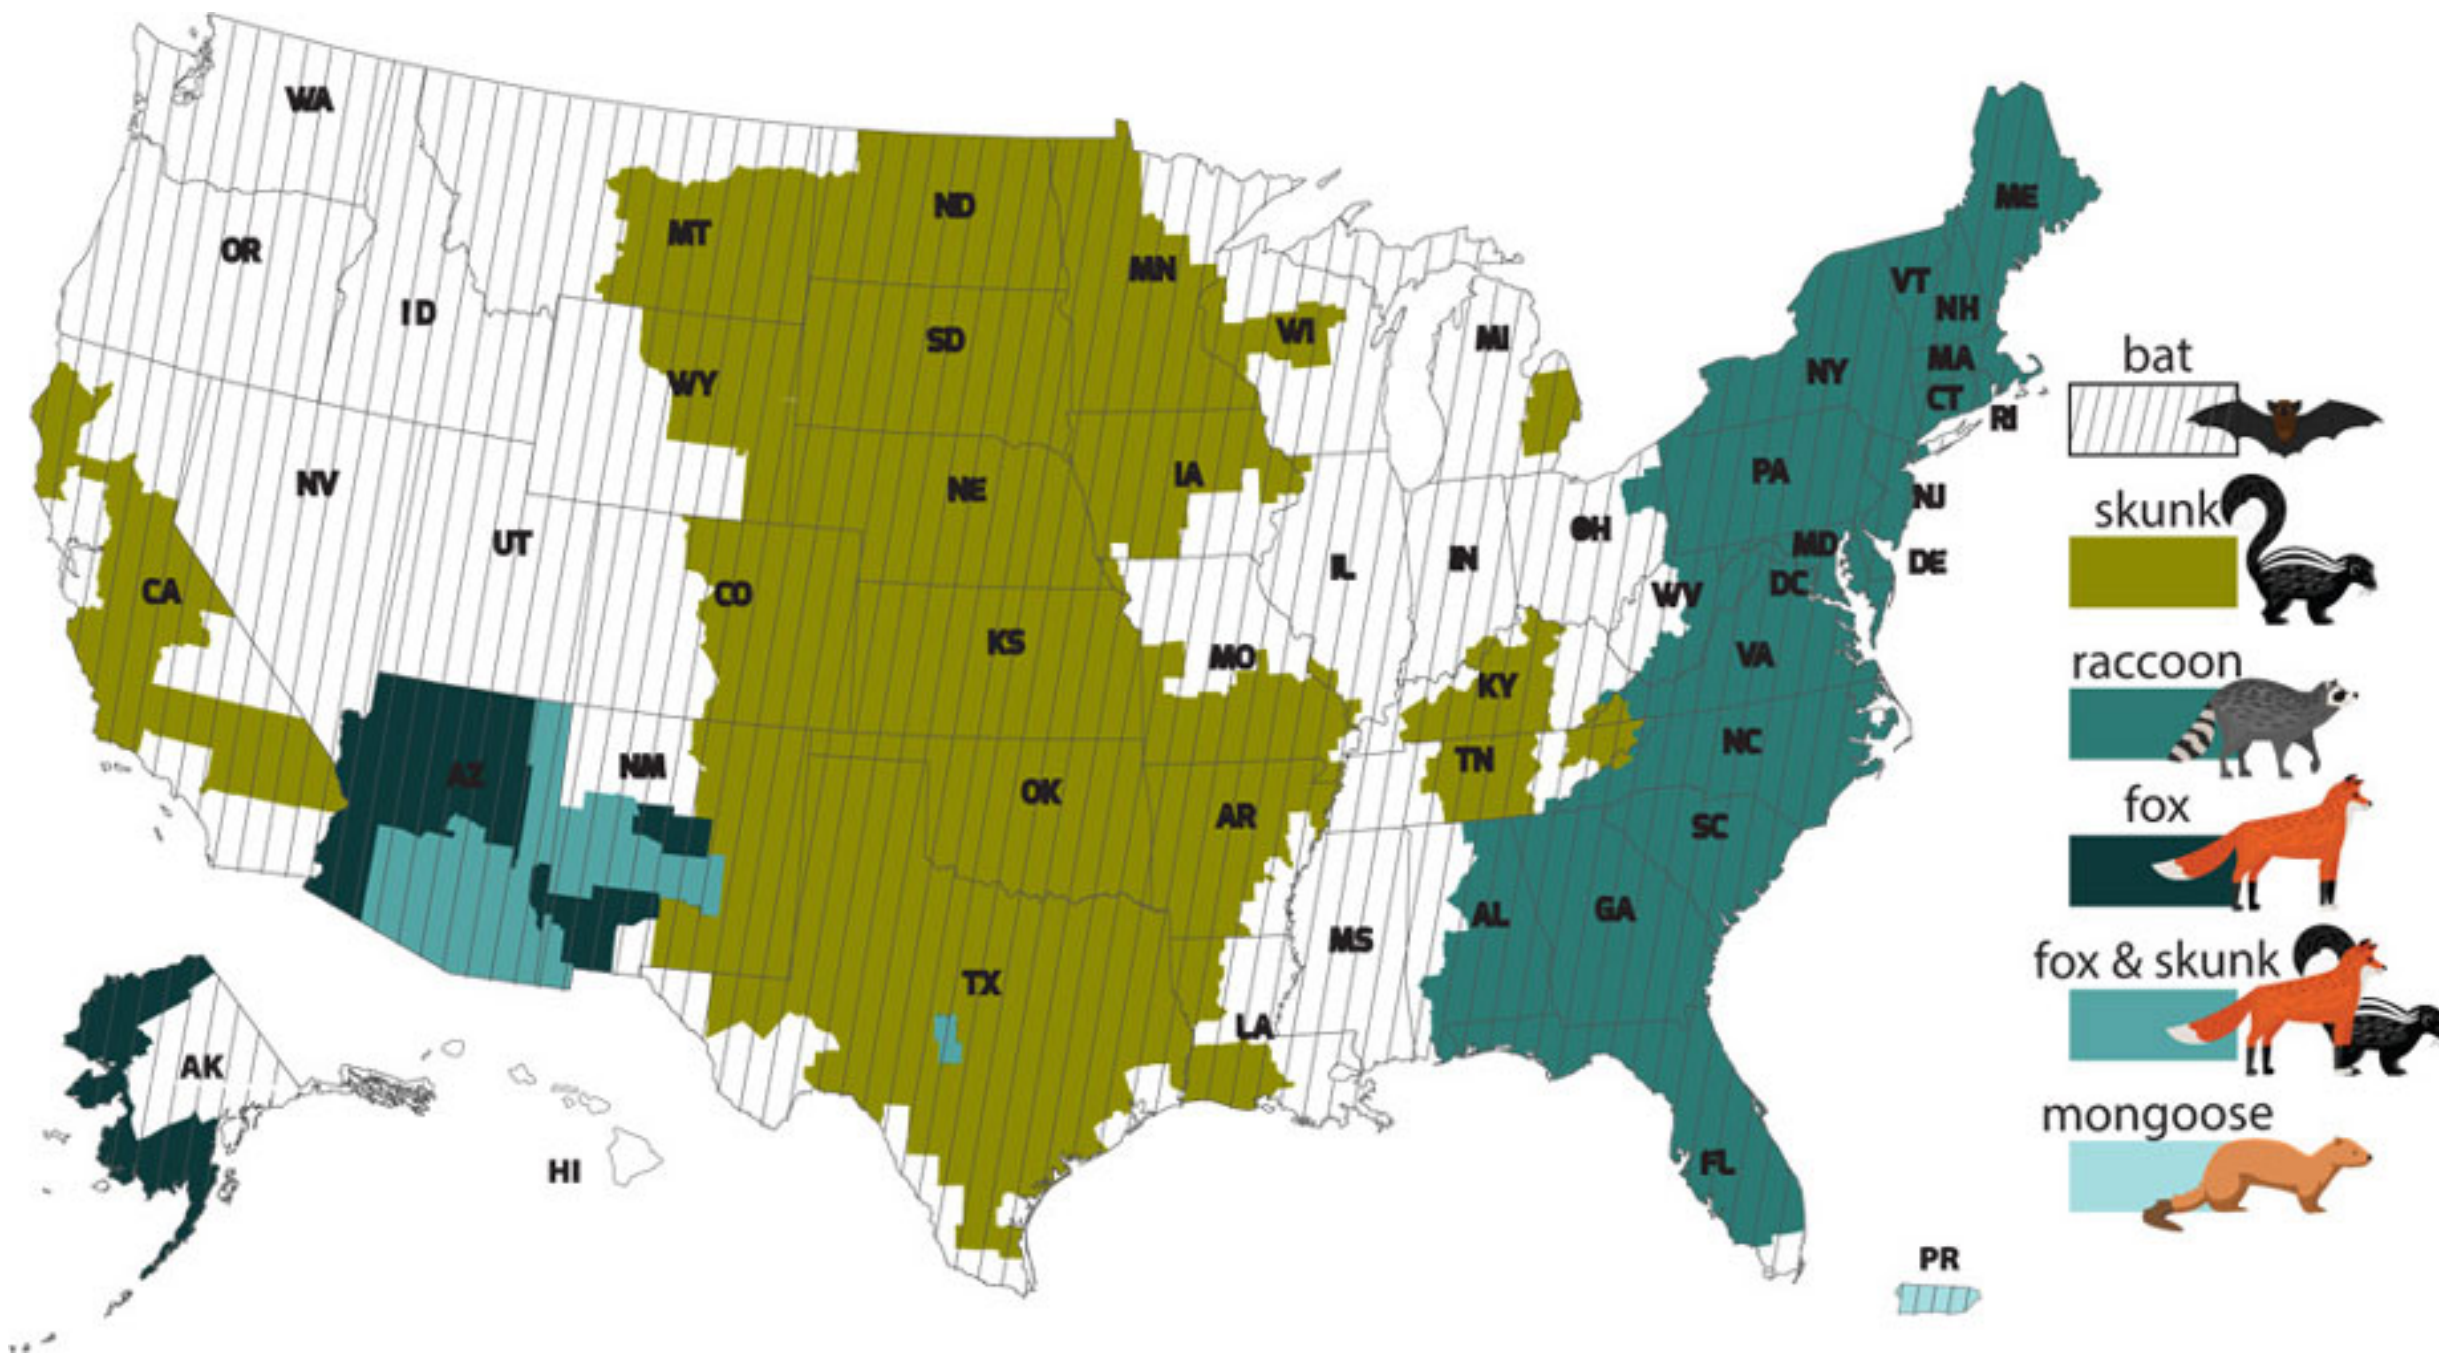 WA
OR
ID
MT
ND
MN
SD
WY
WI
MI
NE
IA
NV
UT
CO
CA
KS
MO
IL
IN
OH
KY
TN
AZ
NM
OK
AR
TX
LA
MS
AL
GA
SC
NC
VA
WV
DC
MD
DE
NJ
PA
NY
CT
RI
MA
NH
VT
ME
FL
AK
HI
PR
bat
skunk
raccoon
fox
fox & skunk
mongoose